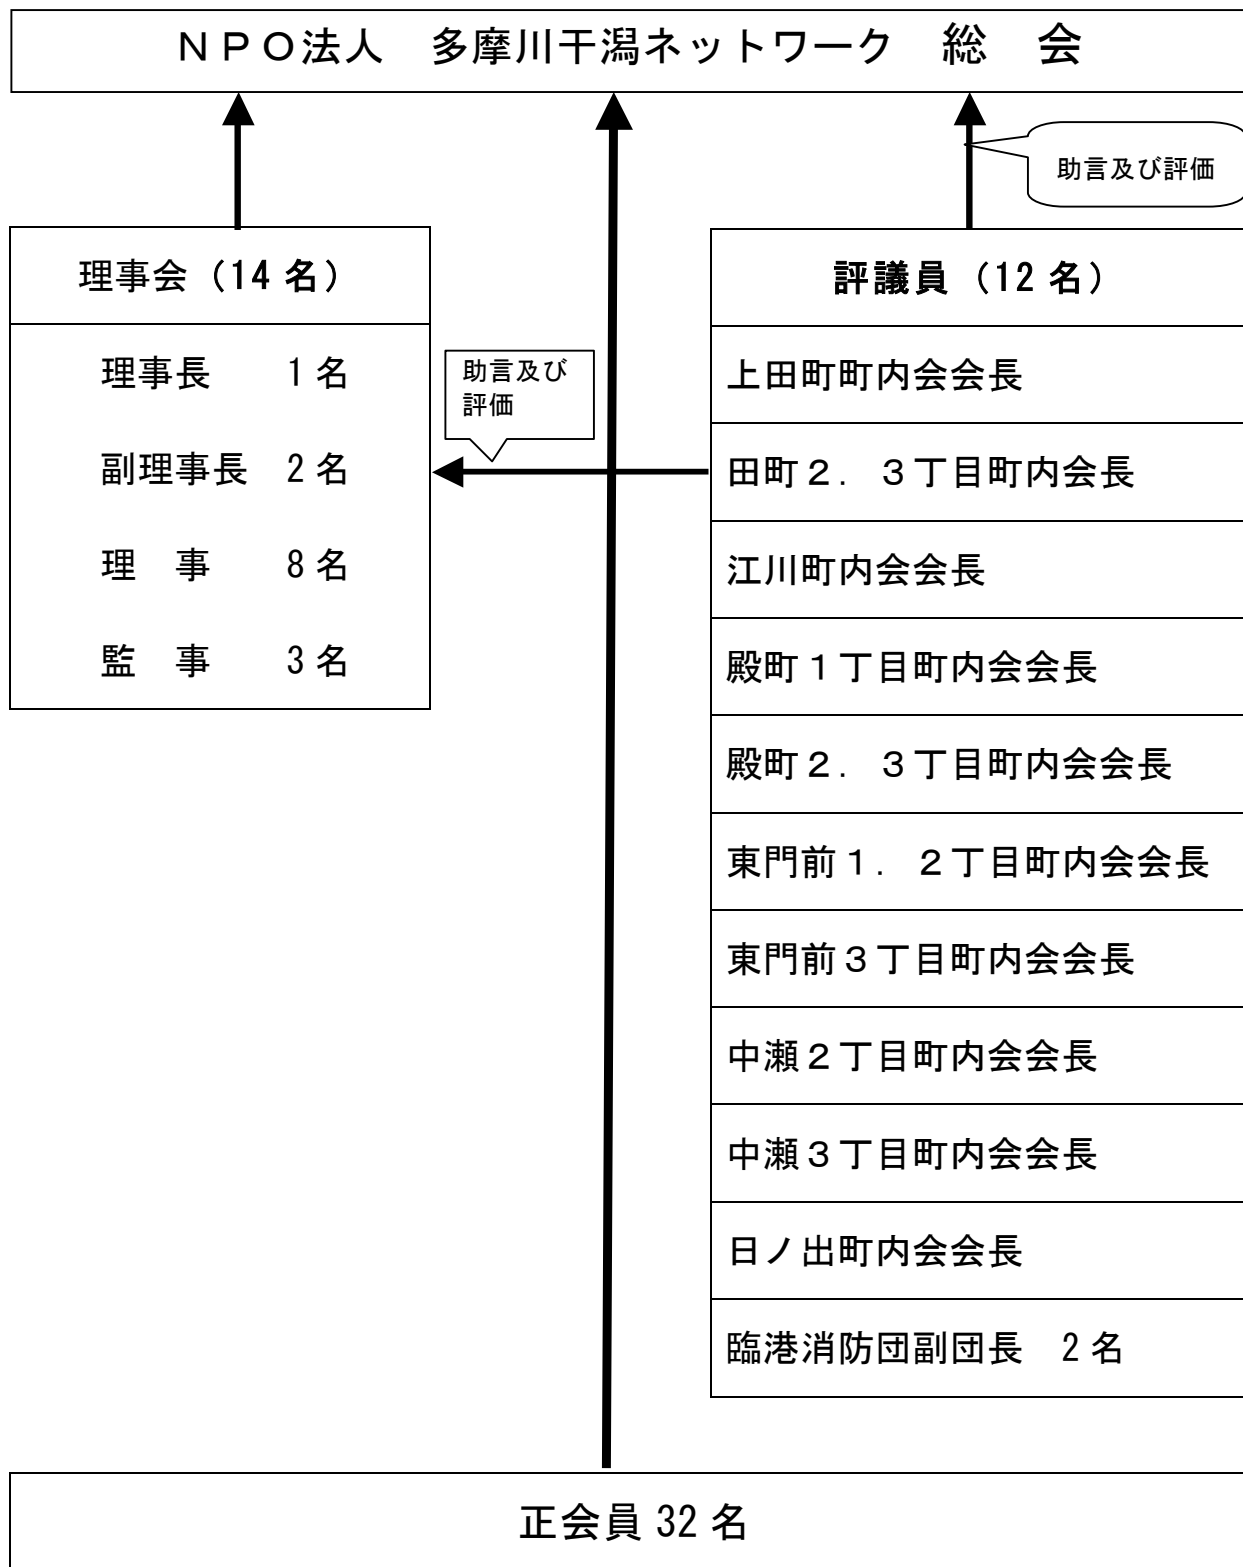 ＮＰＯ法人　多摩川干潟ネットワーク　総　会
助言及び評価
理事会（14 名）
理事長　　1 名
副理事長　2 名
理　事　　8 名
監　事　　3 名
助言及び
評価
評議員（12 名）
上田町町内会会長
田町２．３丁目町内会長
江川町内会会長
殿町１丁目町内会会長
殿町２．３丁目町内会会長
東門前１．２丁目町内会会長
東門前３丁目町内会会長
中瀬２丁目町内会会長
中瀬３丁目町内会会長
日ノ出町内会会長
臨港消防団副団長　2 名
正会員 32 名